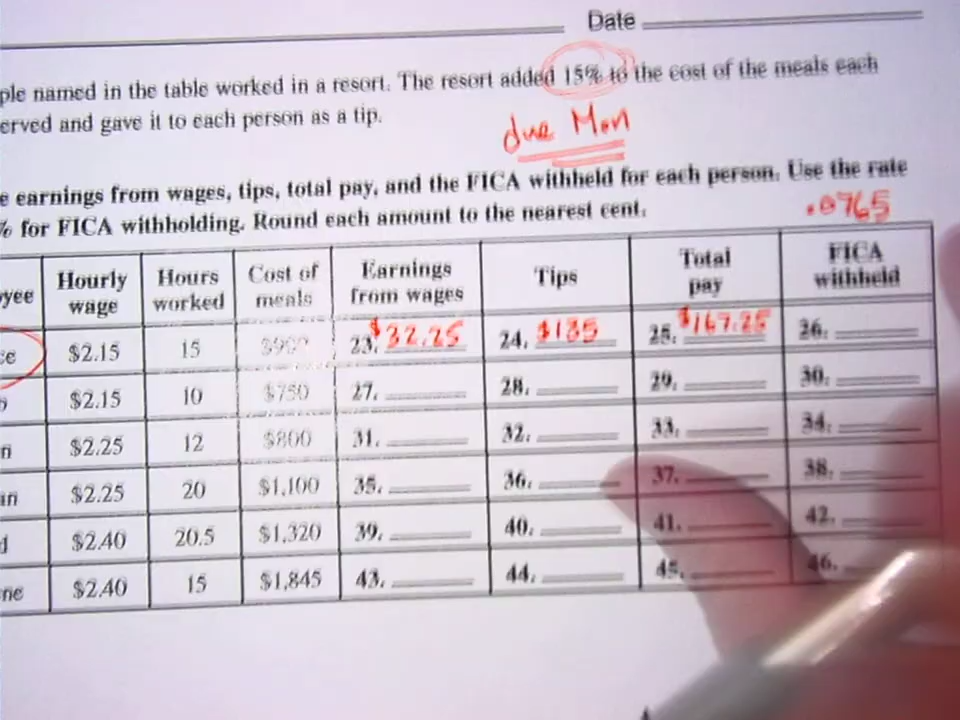 Date
ple named in the table worked in a resort. The resort added 15% to the cost of the meals each
erved and gave it to each person as a tip.
due Mon
e earnings from wages, tips, total pay, and the FICA withheld for each person. Use the rate
% for FICA withholding. Round each amount to the nearest cent.
.0765
yee Hourly wage Hours worked Cost of meals Earnings from wages Tips Total pay FICA withheld
ce $2.15 15 $900 23. $32.25 24. $135 25. $167.25 26.
$2.15 10 $750 27. 28. 29. 30.
$2.25 12 $800 31. 32. 33. 34.
an $2.25 20 $1,100 35. 36. 37. 38.
d $2.40 20.5 $1,320 39. 40. 41. 42.
ne $2.40 15 $1,845 43. 44. 45. 46.